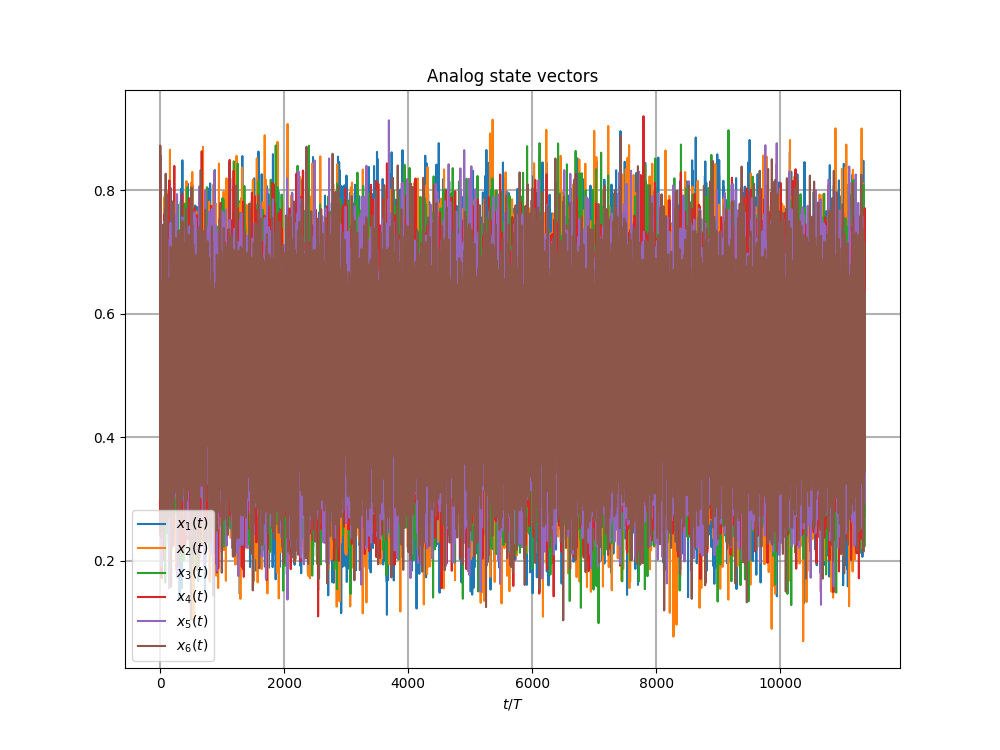 Analog state vectors
0.8
0.6
0.4
0.2
x₁(t)
x₂(t)
x₃(t)
x₄(t)
x₅(t)
x₆(t)
0 2000 4000 6000 8000 10000
t/T